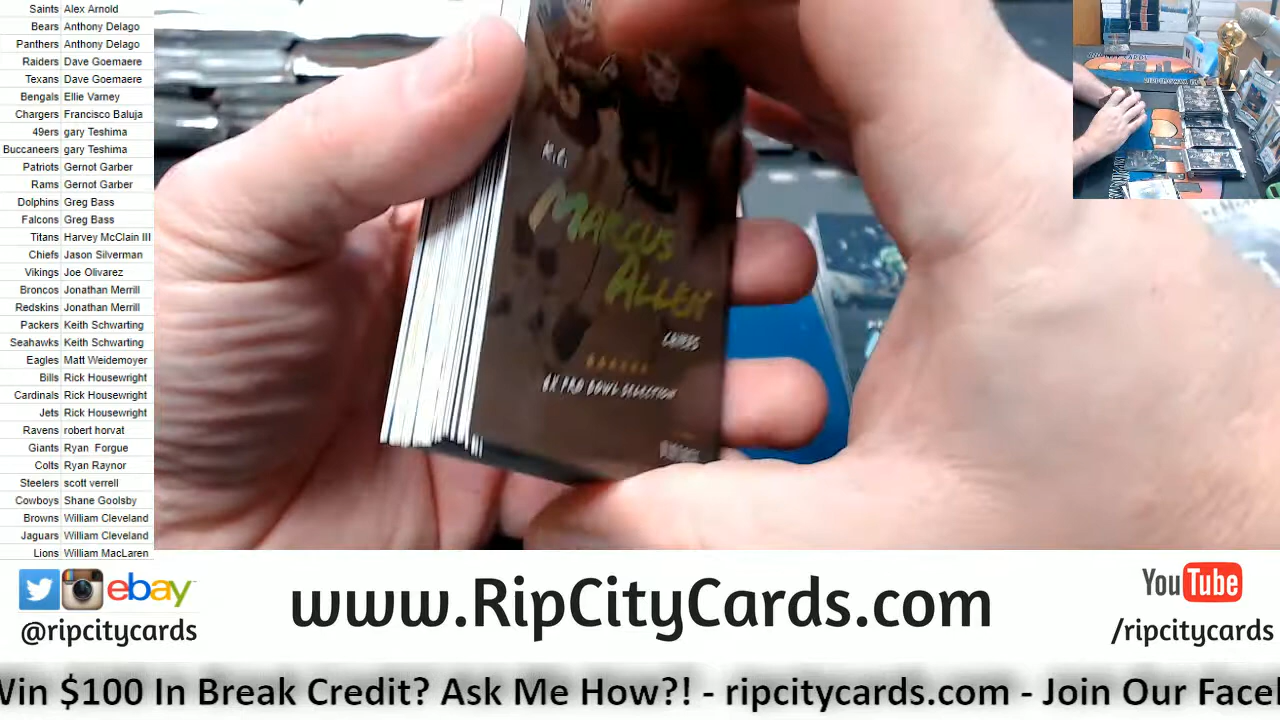 Saints Alex Arnold
Bears Anthony Delago
Panthers Anthony Delago
Raiders Dave Goemaere
Texans Dave Goemaere
Bengals Ellie Varney
Chargers Francisco Baluja
49ers gary Teshima
Buccaneers gary Teshima
Patriots Gernot Garber
Rams Gernot Garber
Dolphins Greg Bass
Falcons Greg Bass
Titans Harvey McClain III
Chiefs Jason Silverman
Vikings Joe Olivarez
Broncos Jonathan Merrill
Redskins Jonathan Merrill
Packers Keith Schwarting
Seahawks Keith Schwarting
Eagles Matt Weidemoyer
Bills Rick Housewright
Cardinals Rick Housewright
Jets Rick Housewright
Ravens robert horvat
Giants Ryan Forgue
Colts Ryan Raynor
Steelers scott verrell
Cowboys Shane Goolsby
Browns William Cleveland
Jaguars William Cleveland
Lions William MacLaren
MARCUS
ALLEN
CHIEFS
6X PRO BOWL SELECTION
ebay
@ripcitycards
www.RipCityCards.com
YouTube
/ripcitycards
Win $100 In Break Credit? Ask Me How?! - ripcitycards.com - Join Our